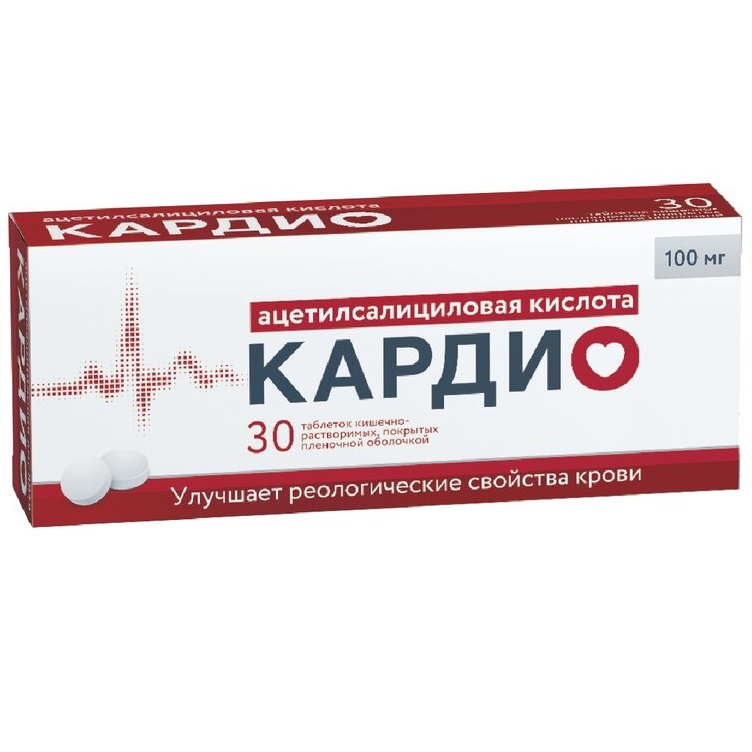 ацетилсалициловая кислота
КАРДИО
30
100 мг
ацетилсалициловая кислота
КАРДИО
30 таблеток кишечно-
растворимых, покрытых
пленочной оболочкой
Улучшает реологические свойства крови
КАРДИО